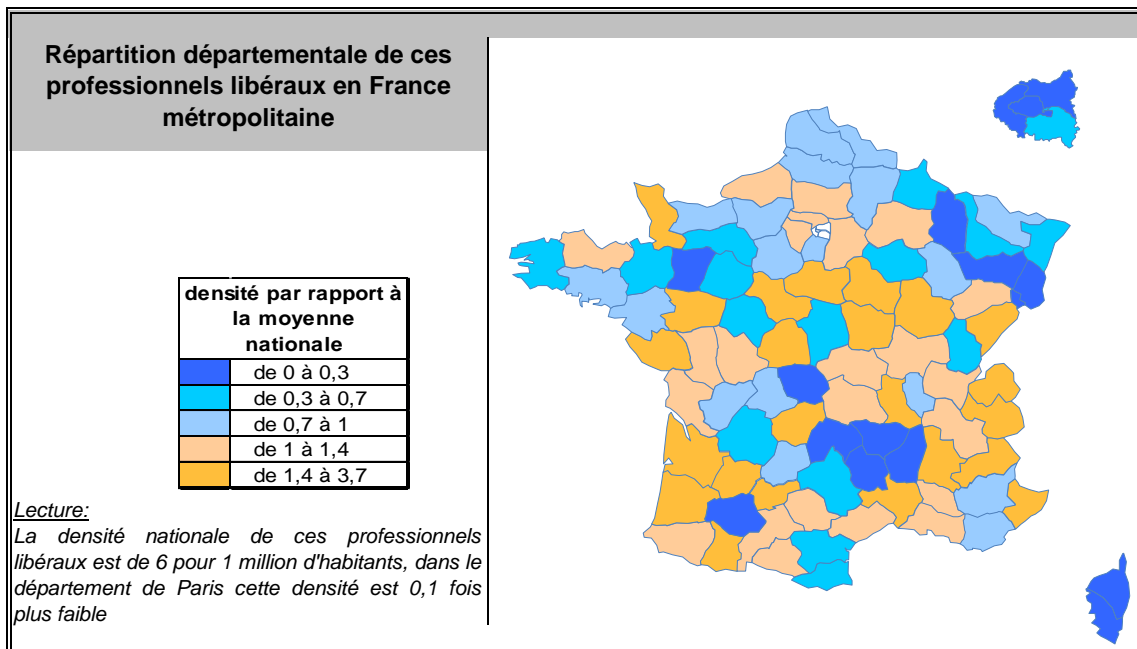 Répartition départementale de ces
professionnels libéraux en France
métropolitaine
densité par rapport à
la moyenne
nationale
de 0 à 0,3
de 0,3 à 0,7
de 0,7 à 1
de 1 à 1,4
de 1,4 à 3,7
Lecture:
La densité nationale de ces professionnels
libéraux est de 6 pour 1 million d'habitants, dans le
département de Paris cette densité est 0,1 fois
plus faible